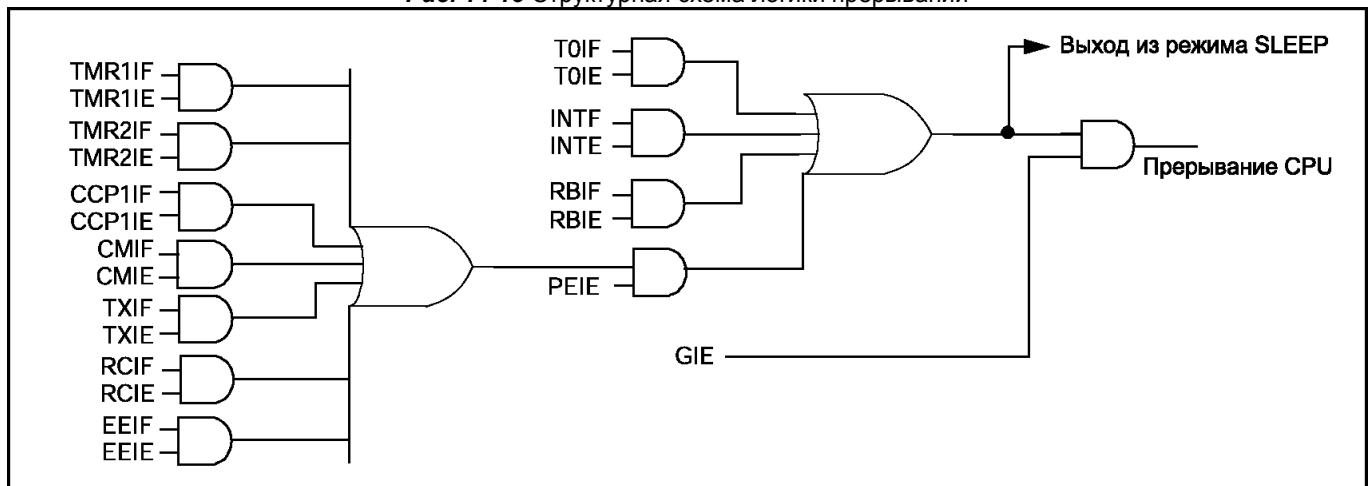 TMR1IF
TMR1IE
TMR2IF
TMR2IE
CCP1IF
CCP1IE
CMIF
CMIE
TXIF
TXIE
RCIF
RCIE
EEIF
EEIE
T0IF
T0IE
INTF
INTE
RBIF
RBIE
PEIE
GIE
Выход из режима SLEEP
Прерывание CPU